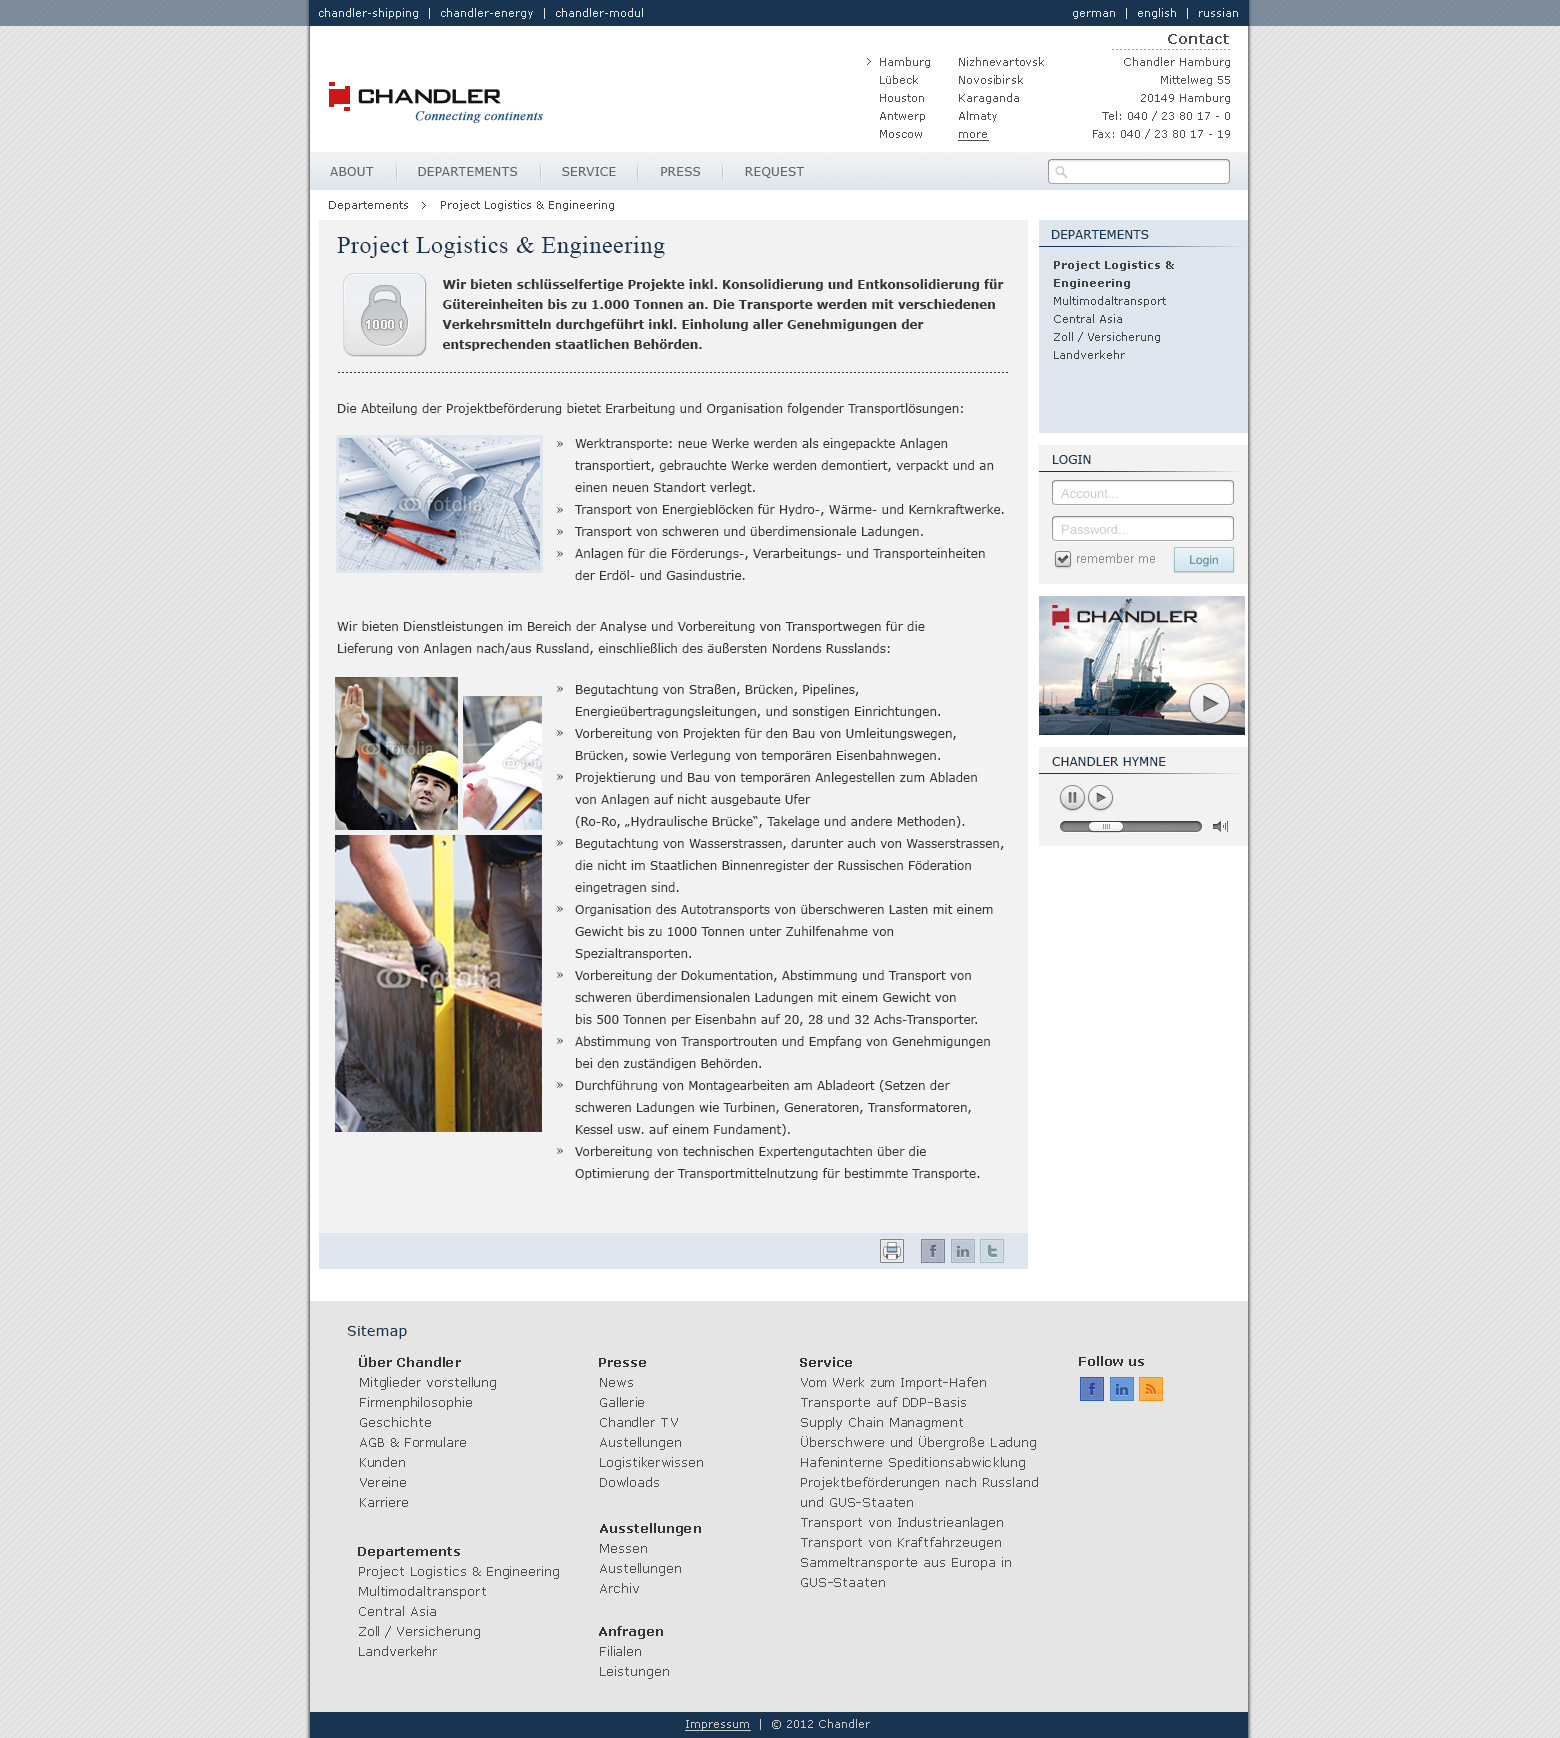 chandler-shipping | chandler-energy | chandler-modul
german | english | russian
Contact
Hamburg
Lübeck
Houston
Antwerp
Moscow
Nizhnevartovsk
Novosibirsk
Karaganda
Almaty
more
Chandler Hamburg
Mittelweg 55
20149 Hamburg
Tel: 040 / 23 80 17 - 0
Fax: 040 / 23 80 17 - 19
CHANDLER
Connecting continents
ABOUT DEPARTEMENTS SERVICE PRESS REQUEST
Departements > Project Logistics & Engineering
Project Logistics & Engineering
1000 t
Wir bieten schlüsselfertige Projekte inkl. Konsolidierung und Entkonsolidierung für
Gütereinheiten bis zu 1.000 Tonnen an. Die Transporte werden mit verschiedenen
Verkehrsmitteln durchgeführt inkl. Einholung aller Genehmigungen der
entsprechenden staatlichen Behörden.
Die Abteilung der Projektbeförderung bietet Erarbeitung und Organisation folgender Transportlösungen:
fotolia
» Werktransporte: neue Werke werden als eingepackte Anlagen
transportiert, gebrauchte Werke werden demontiert, verpackt und an
einen neuen Standort verlegt.
» Transport von Energieblöcken für Hydro-, Wärme- und Kernkraftwerke.
» Transport von schweren und überdimensionale Ladungen.
» Anlagen für die Förderungs-, Verarbeitungs- und Transporteinheiten
der Erdöl- und Gasindustrie.
Wir bieten Dienstleistungen im Bereich der Analyse und Vorbereitung von Transportwegen für die
Lieferung von Anlagen nach/aus Russland, einschließlich des äußersten Nordens Russlands:
fotolia
fotolia
» Begutachtung von Straßen, Brücken, Pipelines,
Energieübertragungsleitungen, und sonstigen Einrichtungen.
» Vorbereitung von Projekten für den Bau von Umleitungswegen,
Brücken, sowie Verlegung von temporären Eisenbahnwegen.
» Projektierung und Bau von temporären Anlegestellen zum Abladen
von Anlagen auf nicht ausgebaute Ufer
(Ro-Ro, „Hydraulische Brücke“, Takelage und andere Methoden).
» Begutachtung von Wasserstrassen, darunter auch von Wasserstrassen,
die nicht im Staatlichen Binnenregister der Russischen Föderation
eingetragen sind.
» Organisation des Autotransports von überschweren Lasten mit einem
Gewicht bis zu 1000 Tonnen unter Zuhilfenahme von
Spezialtransporten.
» Vorbereitung der Dokumentation, Abstimmung und Transport von
schweren überdimensionalen Ladungen mit einem Gewicht von
bis 500 Tonnen per Eisenbahn auf 20, 28 und 32 Achs-Transporter.
» Abstimmung von Transportrouten und Empfang von Genehmigungen
bei den zuständigen Behörden.
» Durchführung von Montagearbeiten am Abladeort (Setzen der
schweren Ladungen wie Turbinen, Generatoren, Transformatoren,
Kessel usw. auf einem Fundament).
» Vorbereitung von technischen Expertengutachten über die
Optimierung der Transportmittelnutzung für bestimmte Transporte.
DEPARTEMENTS
Project Logistics &
Engineering
Multimodaltransport
Central Asia
Zoll / Versicherung
Landverkehr
LOGIN
Account...
Password...
remember me
Login
CHANDLER
CHANDLER HYMNE
Sitemap
Über Chandler
Mitglieder vorstellung
Firmenphilosophie
Geschichte
AGB & Formulare
Kunden
Vereine
Karriere
Departements
Project Logistics & Engineering
Multimodaltransport
Central Asia
Zoll / Versicherung
Landverkehr
Presse
News
Gallerie
Chandler TV
Austellungen
Logistikerwissen
Dowloads
Ausstellungen
Messen
Austellungen
Archiv
Anfragen
Filialen
Leistungen
Service
Vom Werk zum Import-Hafen
Transporte auf DDP-Basis
Supply Chain Managment
Überschwere und Übergroße Ladung
Hafeninterne Speditionsabwicklung
Projektbeförderungen nach Russland
und GUS-Staaten
Transport von Industrieanlagen
Transport von Kraftfahrzeugen
Sammeltransporte aus Europa in
GUS-Staaten
Follow us
Impressum | © 2012 Chandler